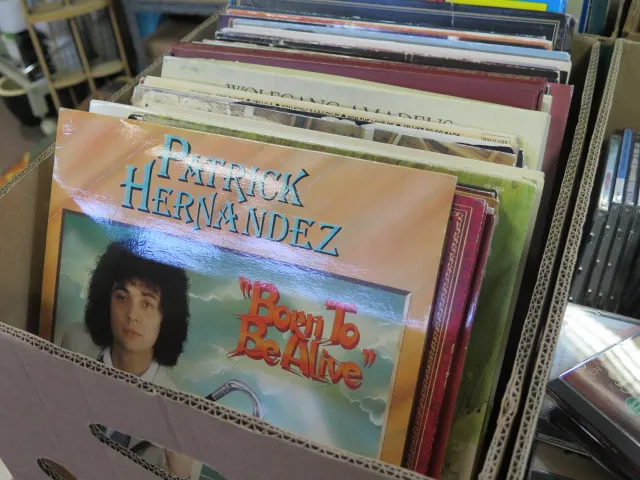 PATRICK
HERNANDEZ
"Born To
Be Alive"
WOLFGANG AMADEUS